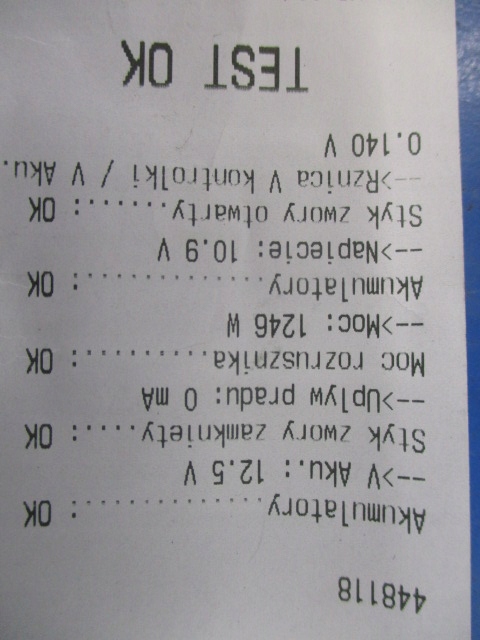 448118
Akumulatory..............: OK
-->V Aku.: 12.5 V
Styk zwory zamkniety.....: OK
-->Uplyw pradu: 0 mA
Moc rozrusznika..........: OK
-->Moc: 1246 W
Akumulatory..............: OK
-->Napiecie: 10.9 V
Styk zwory otwarty.......: OK
-->Rznica V kontrolki / V Aku.
0.140 V
TEST OK